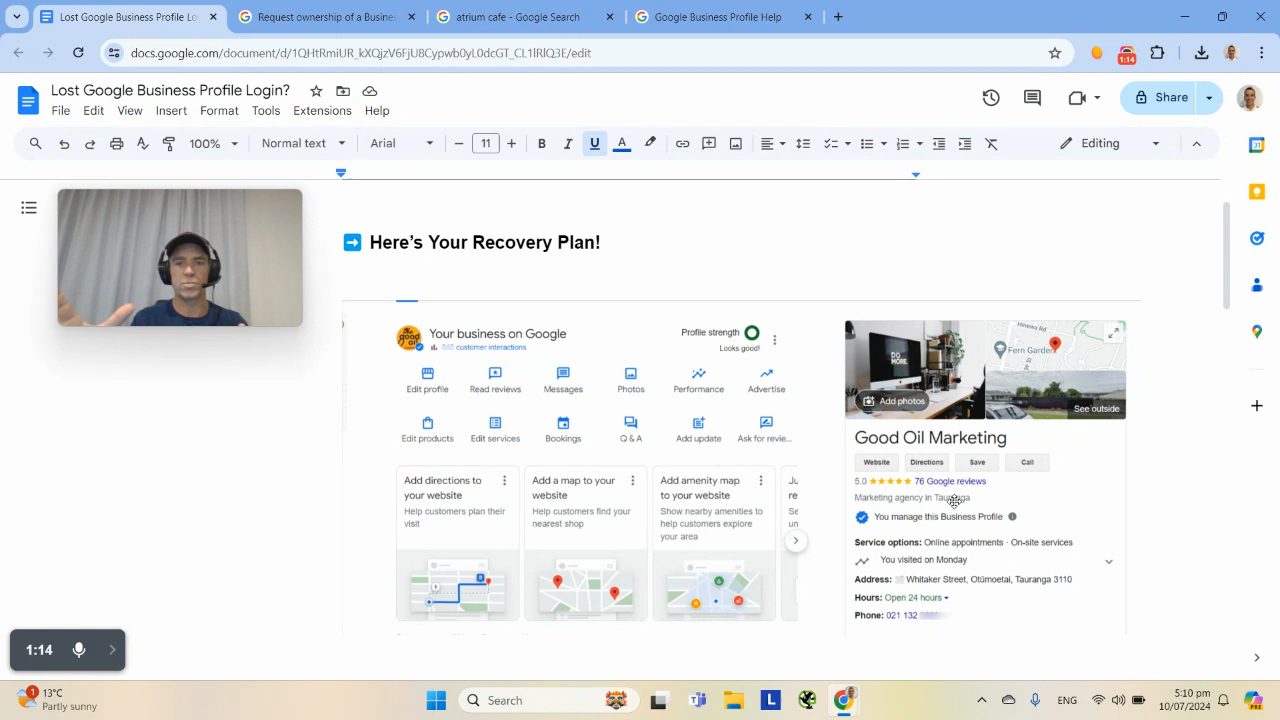 Lost Google Business Profile Lo
Request ownership of a Business
atrium cafe - Google Search
Google Business Profile Help
docs.google.com/document/d/1QHtRmiUR_kXQjzV6FjU8Cypwb0yL0dcGT_CL1lRlQ3E/edit
1:14
Lost Google Business Profile Login?
File Edit View Insert Format Tools Extensions Help
Share
100% Normal text Arial 11 Editing
Here's Your Recovery Plan!
Your business on Google
customer interactions
Profile strength
Looks good!
Edit profile Read reviews Messages Photos Performance Advertise
Edit products Edit services Bookings Q & A Add update Ask for revie...
Add directions to your website
Help customers plan their visit
Add a map to your website
Help customers find your nearest shop
Add amenity map to your website
Show nearby amenities to help customers explore your area
DO MORE.
Fern Garden
Add photos
See outside
Good Oil Marketing
Website Directions Save Call
5.0 76 Google reviews
Marketing agency in Tauranga
You manage this Business Profile
Service options: Online appointments · On-site services
You visited on Monday
Address: Whitaker Street, Otūmoetai, Tauranga 3110
Hours: Open 24 hours
Phone: 021 132
1:14
1
13°C
Partly sunny
Search
ENG
5:10 pm
10/07/2024